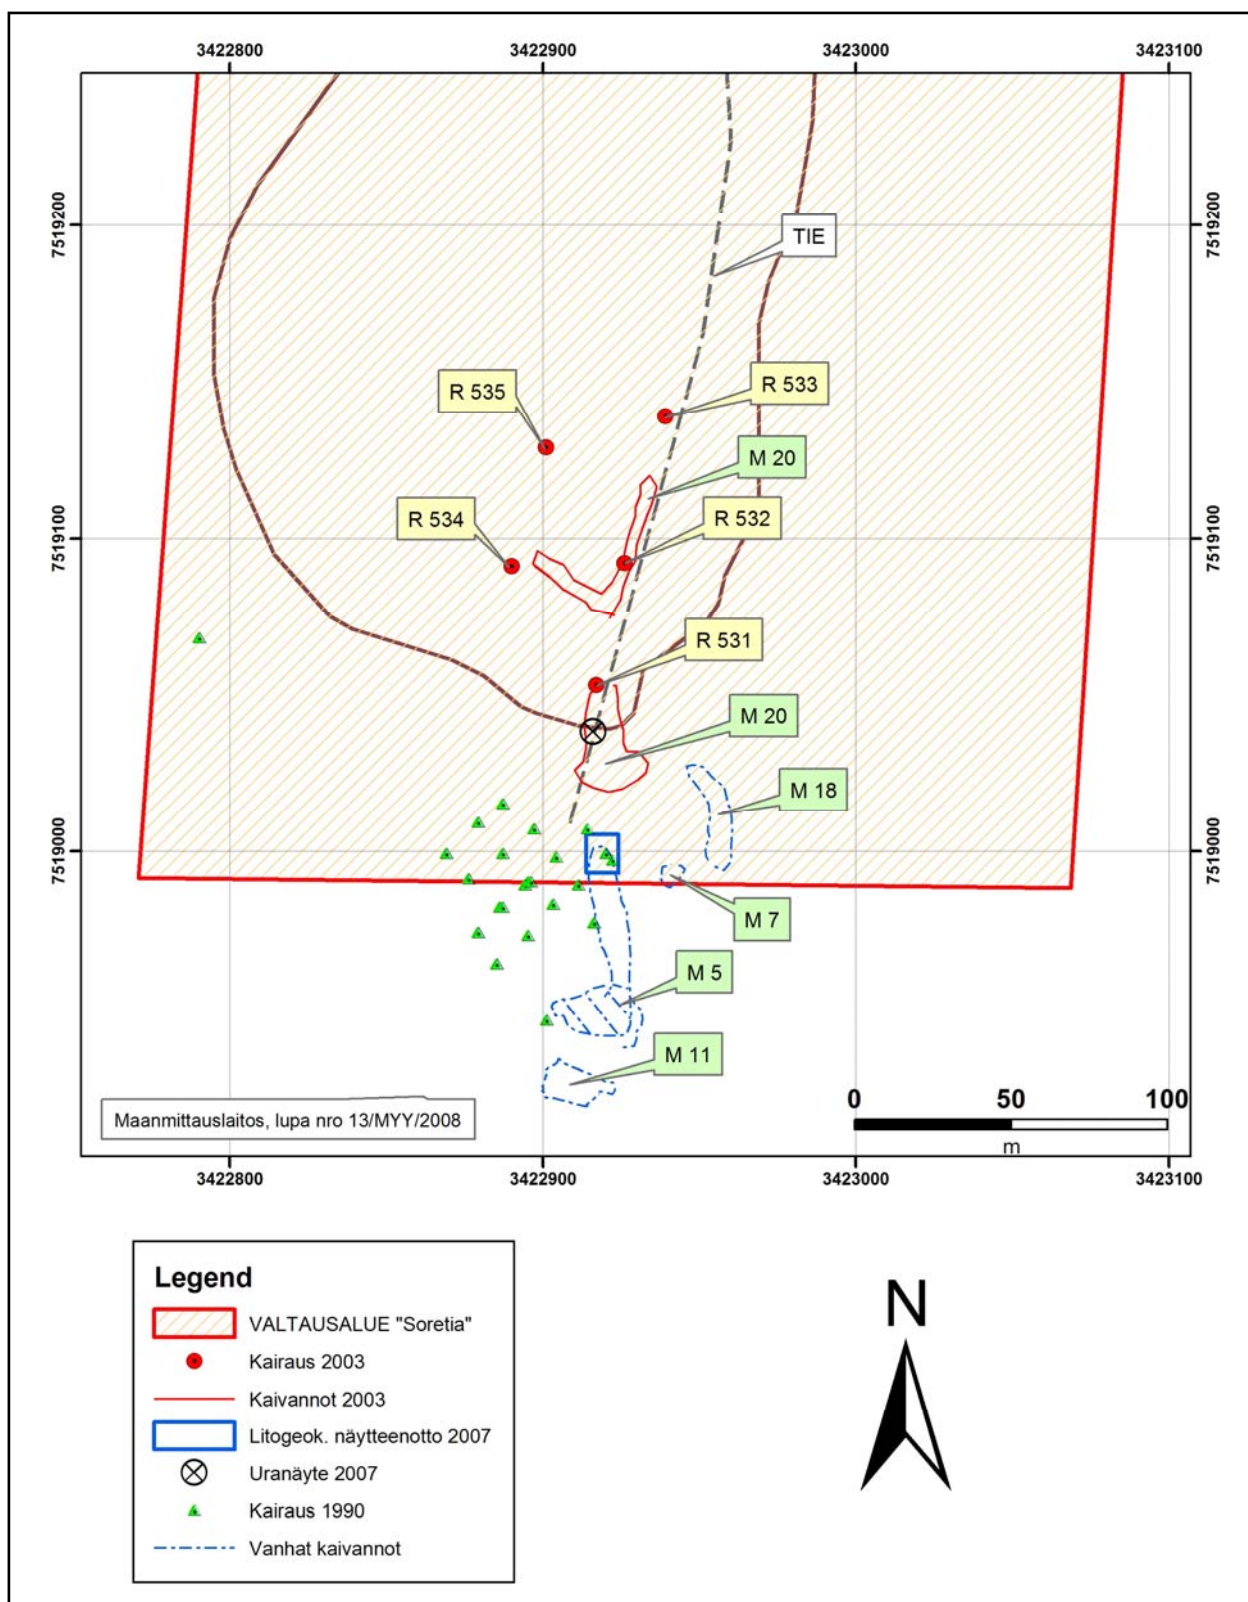 3422800 3422900 3423000 3423100
7519200 7519200
TIE
R 535 R 533
M 20
R 534 R 532
7519100 7519100
R 531
M 20
M 18
7519000 7519000
M 7
M 5
M 11
0 50 100
Maanmittauslaitos, lupa nro 13/MYY/2008
m
3422800 3422900 3423000 3423100
Legend
VALTAUSALUE "Soretia"
Kairaus 2003
Kaivannot 2003
Litogeok. näytteenotto 2007
Uranäyte 2007
Kairaus 1990
Vanhat kaivannot
N